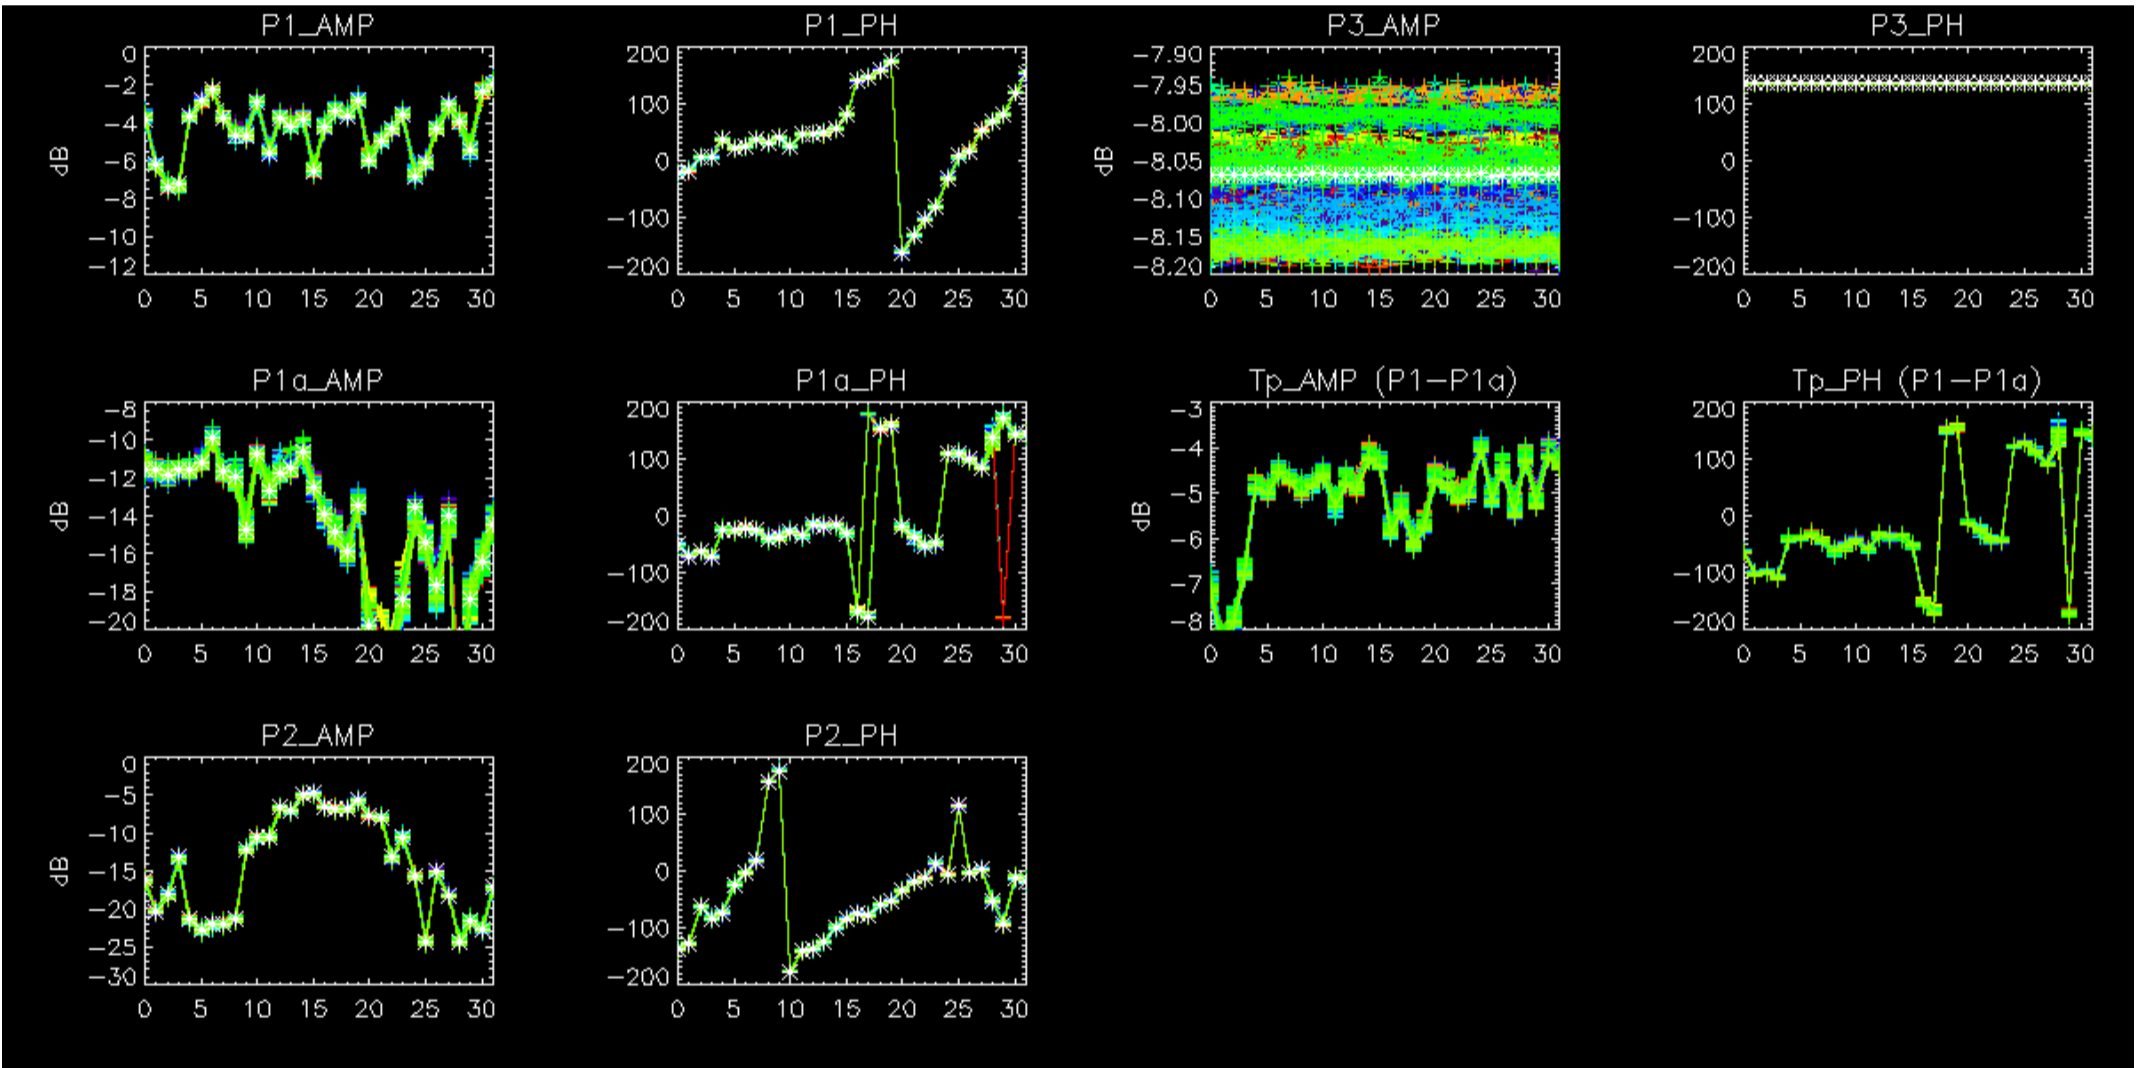 P1_AMP P1_PH P3_AMP P3_PH
0 200 −7.90 200
−2 −7.95
−4 100 −8.00 100
dB −6 0 dB −8.05 0
−8 −8.10
−10 −100 −8.15 −100
−12 −200 −8.20 −200
0 5 10 15 20 25 30 0 5 10 15 20 25 30 0 5 10 15 20 25 30 0 5 10 15 20 25 30
P1a_AMP P1a_PH Tp_AMP (P1−P1a) Tp_PH (P1−P1a)
−8 200 −3 200
−10 100 −4 100
−12
dB −14 0 dB −5 0
−16 −100 −6 −100
−18 −7
−20 −200 −8 −200
0 5 10 15 20 25 30 0 5 10 15 20 25 30 0 5 10 15 20 25 30 0 5 10 15 20 25 30
P2_AMP P2_PH
0 200
−5 100
−10
dB −15 0
−20 −100
−25
−30 −200
0 5 10 15 20 25 30 0 5 10 15 20 25 30